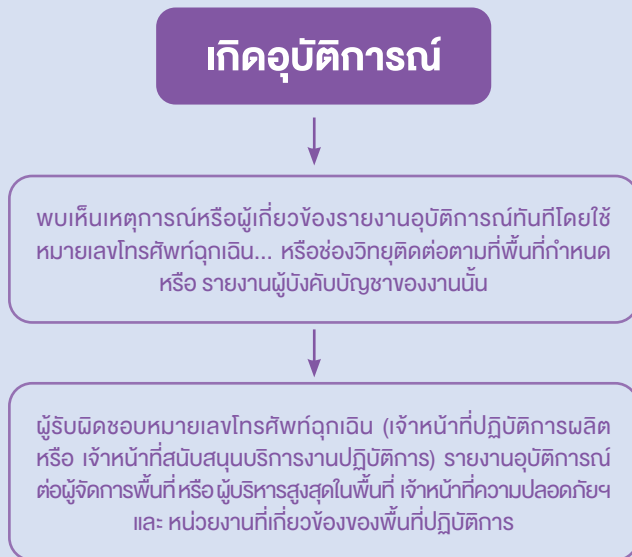 เกิดอุบัติการณ์
พบเห็นเหตุการณ์หรือผู้เกี่ยวข้องรายงานอุบัติการณ์ทันทีโดยใช้
หมายเลขโทรศัพท์ฉุกเฉิน... หรือช่องวิทยุติดต่อตามที่พื้นที่กำหนด
หรือ รายงานผู้บังคับบัญชาของงานนั้น
ผู้รับผิดชอบหมายเลขโทรศัพท์ฉุกเฉิน (เจ้าหน้าที่ปฏิบัติการผลิต
หรือ เจ้าหน้าที่สนับสนุนบริการงานปฏิบัติการ) รายงานอุบัติการณ์
ต่อผู้จัดการพื้นที่ หรือ ผู้บริหารสูงสุดในพื้นที่ เจ้าหน้าที่ความปลอดภัยฯ
และ หน่วยงานที่เกี่ยวข้องของพื้นที่ปฏิบัติการ